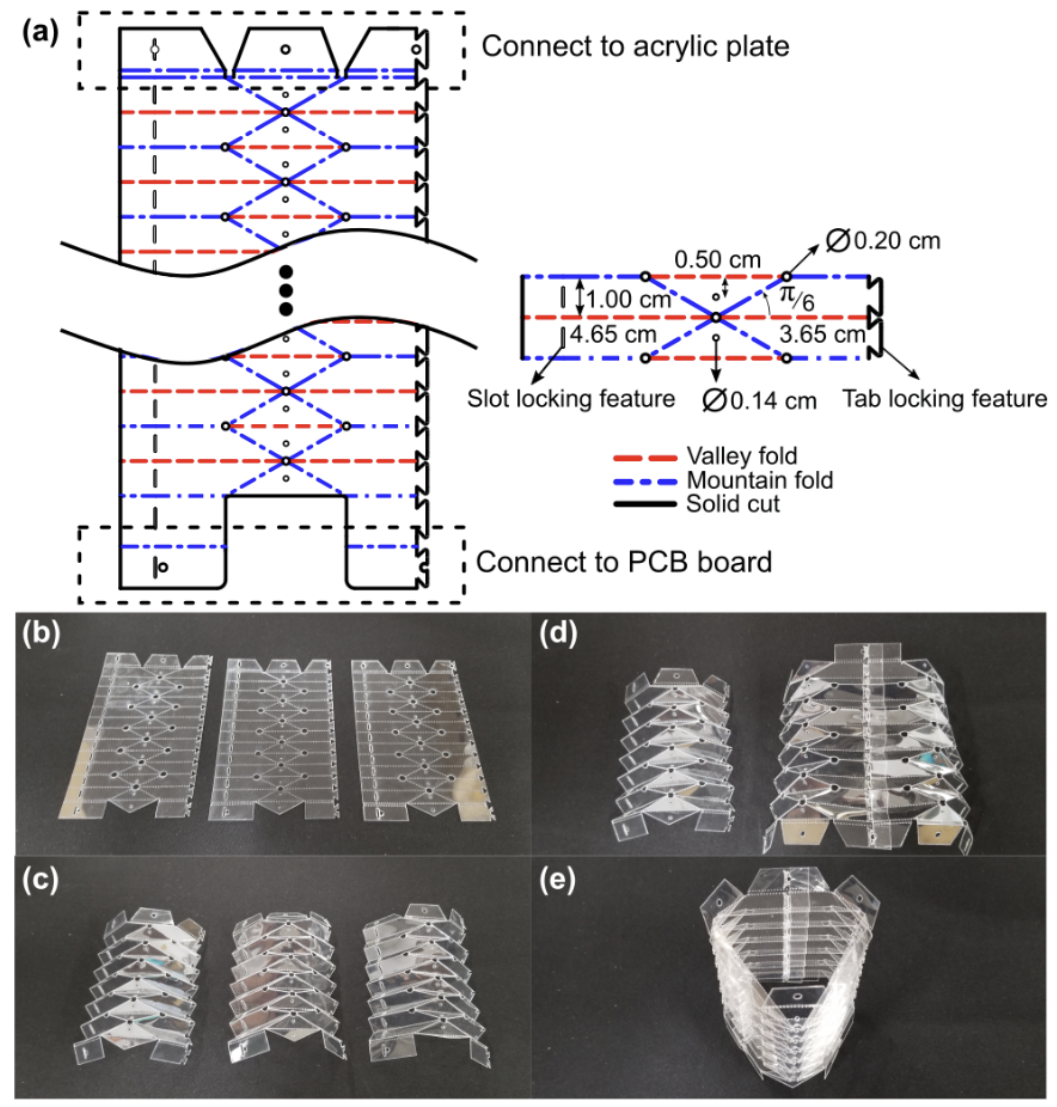 (a)
Connect to acrylic plate
0.50 cm
Ø0.20 cm
1.00 cm
π/6
4.65 cm
3.65 cm
Slot locking feature
Ø0.14 cm
Tab locking feature
Valley fold
Mountain fold
Solid cut
Connect to PCB board
(b)
(d)
(c)
(e)